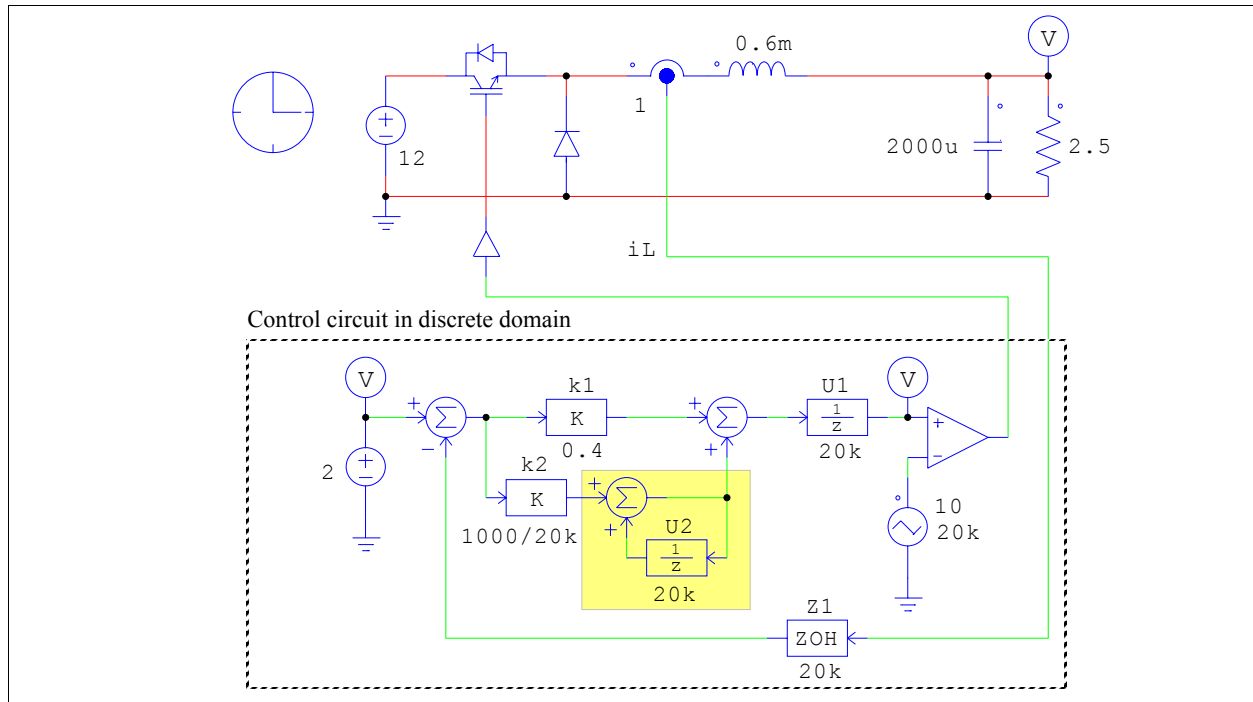 V
0.6m
1
12
2000u
2.5
iL
Control circuit in discrete domain
V
V
k1
U1
+
Σ
K
+
Σ
1
z
+
−
0.4
+
20k
−
2
k2
K
+
Σ
1000/20k
+
U2
1
z
20k
10
20k
Z1
ZOH
20k